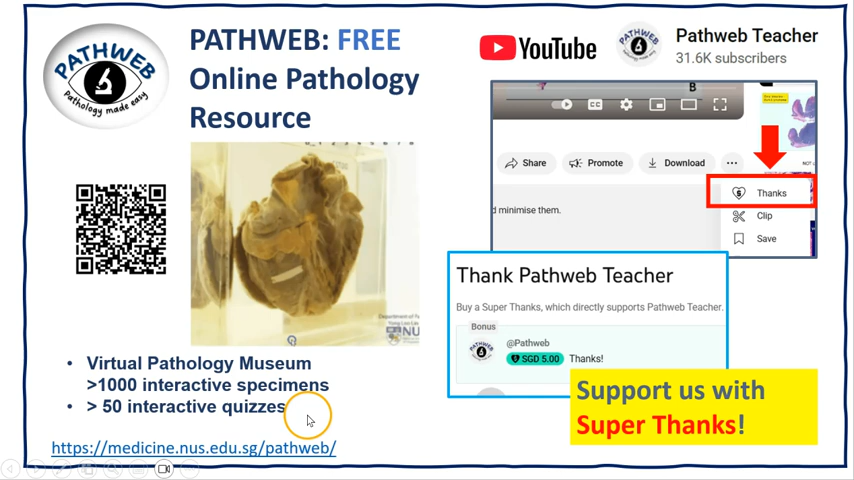 PATHWEB
Pathology made easy
PATHWEB: FREE
Online Pathology
Resource
• Virtual Pathology Museum
>1000 interactive specimens
• > 50 interactive quizzes
https://medicine.nus.edu.sg/pathweb/
YouTube
Pathweb Teacher
31.6K subscribers
B
CC
Share
Promote
Download
...
Thanks
Clip
Save
d minimise them.
Thank Pathweb Teacher
Buy a Super Thanks, which directly supports Pathweb Teacher.
Bonus
@Pathweb
SGD 5.00 Thanks!
Support us with
Super Thanks!